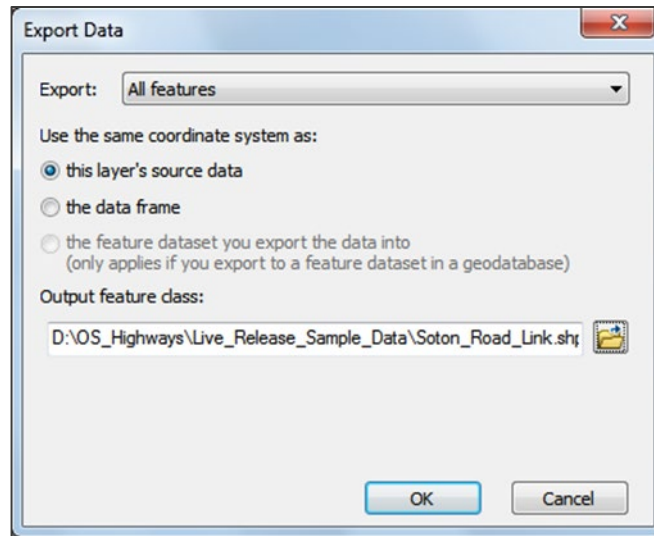 Export Data
Export: All features
Use the same coordinate system as:
this layer's source data
the data frame
the feature dataset you export the data into
(only applies if you export to a feature dataset in a geodatabase)
Output feature class:
D:\OS_Highways\Live_Release_Sample_Data\Soton_Road_Link.shp
OK Cancel